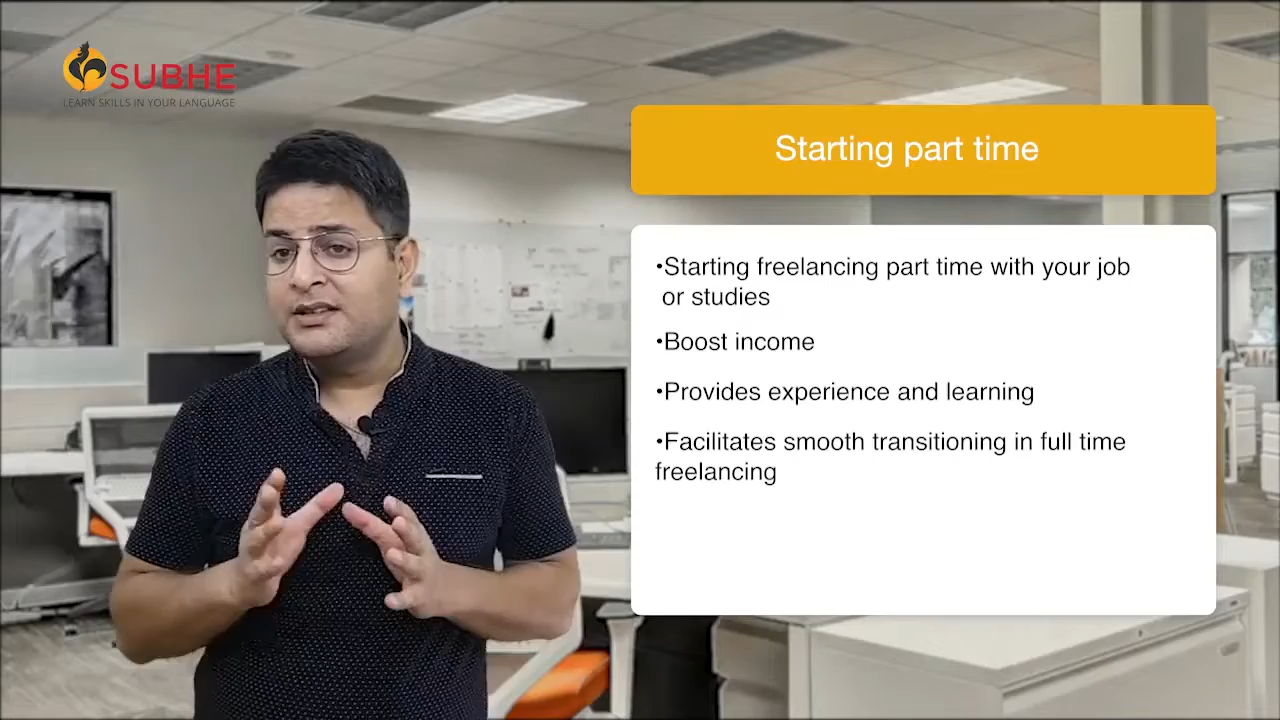 SUBHE
LEARN SKILLS IN YOUR LANGUAGE
Starting part time
•Starting freelancing part time with your job
or studies
•Boost income
•Provides experience and learning
•Facilitates smooth transitioning in full time
freelancing